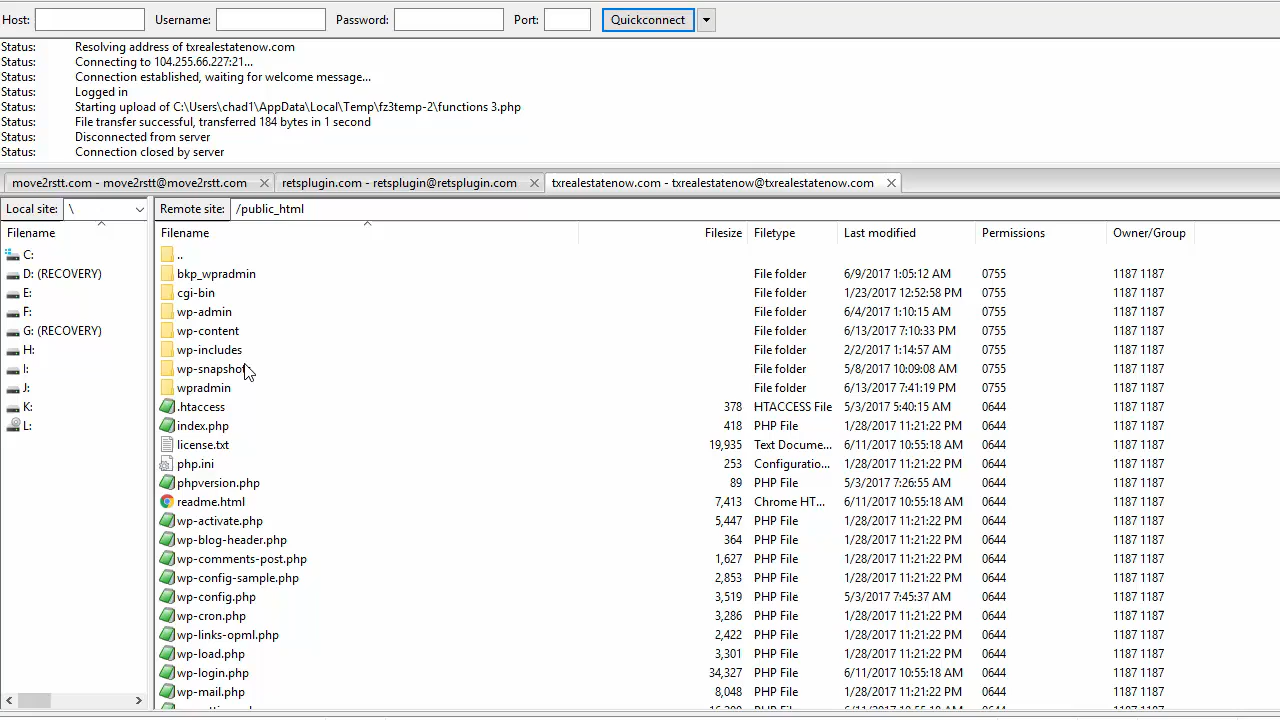 Host: Username: Password: Port: Quickconnect
Status: Resolving address of txrealestatenow.com
Status: Connecting to 104.255.66.227:21...
Status: Connection established, waiting for welcome message...
Status: Logged in
Status: Starting upload of C:\Users\chad1\AppData\Local\Temp\fz3temp-2\functions 3.php
Status: File transfer successful, transferred 184 bytes in 1 second
Status: Disconnected from server
Status: Connection closed by server
move2rstt.com - move2rstt@move2rstt.com retsplugin.com - retsplugin@retsplugin.com txrealestatenow.com - txrealestatenow@txrealestatenow.com
Local site: \ Remote site: /public_html
Filename Filename Filesize Filetype Last modified Permissions Owner/Group
C: ..
D: (RECOVERY) bkp_wpradmin File folder 6/9/2017 1:05:12 AM 0755 1187 1187
E: cgi-bin File folder 1/23/2017 12:52:58 PM 0755 1187 1187
F: wp-admin File folder 6/4/2017 1:10:15 AM 0755 1187 1187
G: (RECOVERY) wp-content File folder 6/13/2017 7:10:33 PM 0755 1187 1187
H: wp-includes File folder 2/2/2017 1:14:57 AM 0755 1187 1187
I: wp-snapshot File folder 5/8/2017 10:09:08 AM 0755 1187 1187
J: wpradmin File folder 6/13/2017 7:41:19 PM 0755 1187 1187
K: .htaccess 378 HTACCESS File 5/3/2017 5:40:15 AM 0644 1187 1187
L: index.php 418 PHP File 1/28/2017 11:21:22 PM 0644 1187 1187
license.txt 19,935 Text Docume... 6/11/2017 10:55:18 AM 0644 1187 1187
php.ini 253 Configuratio... 1/28/2017 11:21:22 PM 0644 1187 1187
phpversion.php 89 PHP File 5/3/2017 7:26:55 AM 0644 1187 1187
readme.html 7,413 Chrome HT... 6/11/2017 10:55:18 AM 0644 1187 1187
wp-activate.php 5,447 PHP File 1/28/2017 11:21:22 PM 0644 1187 1187
wp-blog-header.php 364 PHP File 1/28/2017 11:21:22 PM 0644 1187 1187
wp-comments-post.php 1,627 PHP File 1/28/2017 11:21:22 PM 0644 1187 1187
wp-config-sample.php 2,853 PHP File 1/28/2017 11:21:22 PM 0644 1187 1187
wp-config.php 3,519 PHP File 5/3/2017 7:45:37 AM 0644 1187 1187
wp-cron.php 3,286 PHP File 1/28/2017 11:21:22 PM 0644 1187 1187
wp-links-opml.php 2,422 PHP File 1/28/2017 11:21:22 PM 0644 1187 1187
wp-load.php 3,301 PHP File 1/28/2017 11:21:22 PM 0644 1187 1187
wp-login.php 34,327 PHP File 6/11/2017 10:55:18 AM 0644 1187 1187
wp-mail.php 8,048 PHP File 1/28/2017 11:21:22 PM 0644 1187 1187